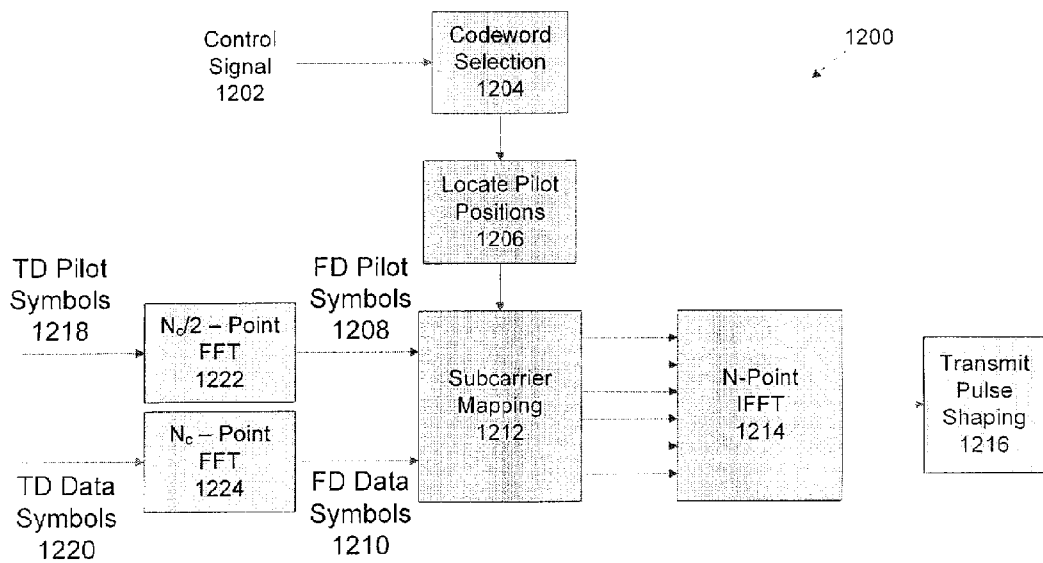 Control
Signal
1202
Codeword
Selection
1204
1200
Locate Pilot
Positions
1206
TD Pilot
Symbols
1218
N_c/2 – Point
FFT
1222
FD Pilot
Symbols
1208
Subcarrier
Mapping
1212
N-Point
IFFT
1214
Transmit
Pulse
Shaping
1216
N_c – Point
FFT
1224
TD Data
Symbols
1220
FD Data
Symbols
1210